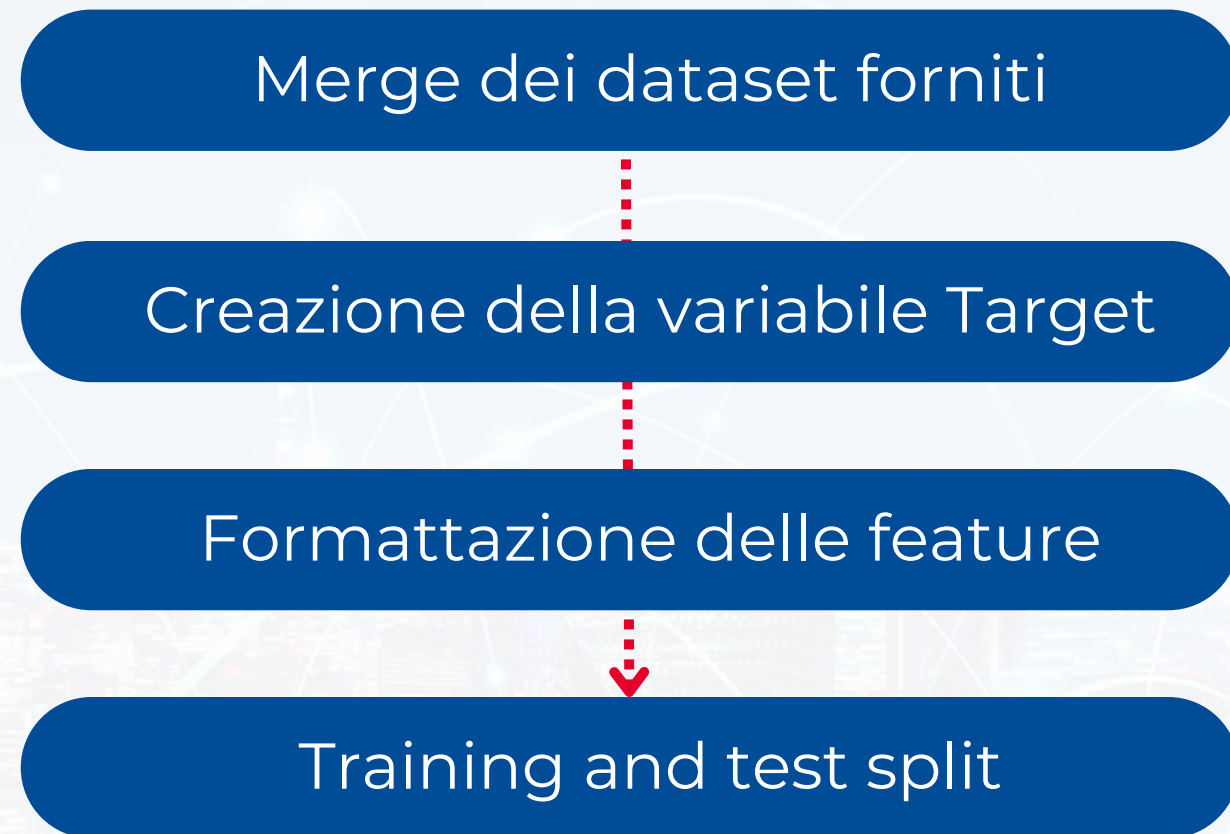 Merge dei dataset forniti
Creazione della variabile Target
Formattazione delle feature
Training and test split